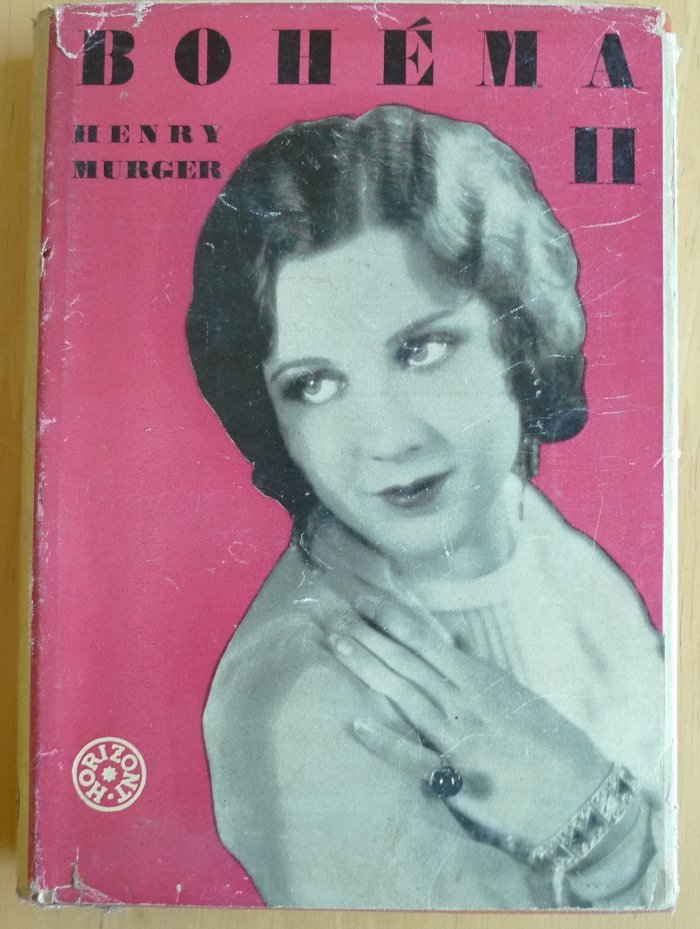 BOHÉMA
HENRY
MURGER
II
HORIZONT